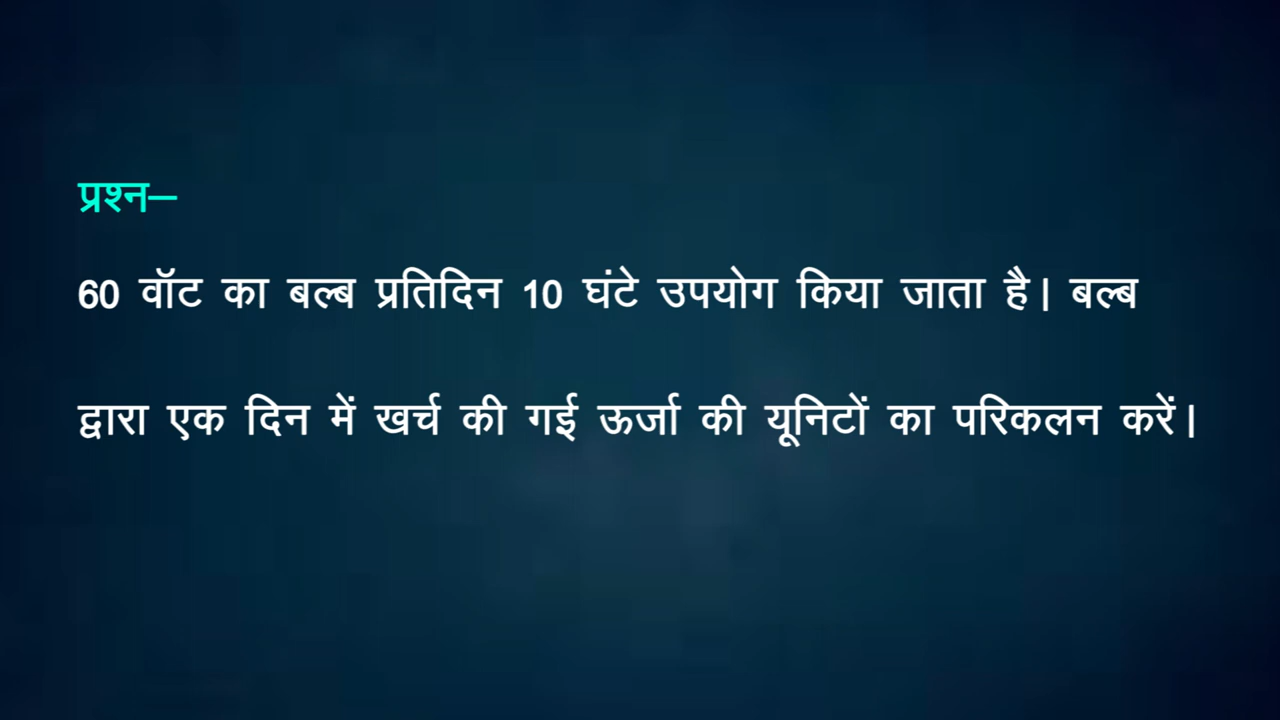 प्रश्न–
60 वॉट का बल्ब प्रतिदिन 10 घंटे उपयोग किया जाता है। बल्ब
द्वारा एक दिन में खर्च की गई ऊर्जा की यूनिटों का परिकलन करें।